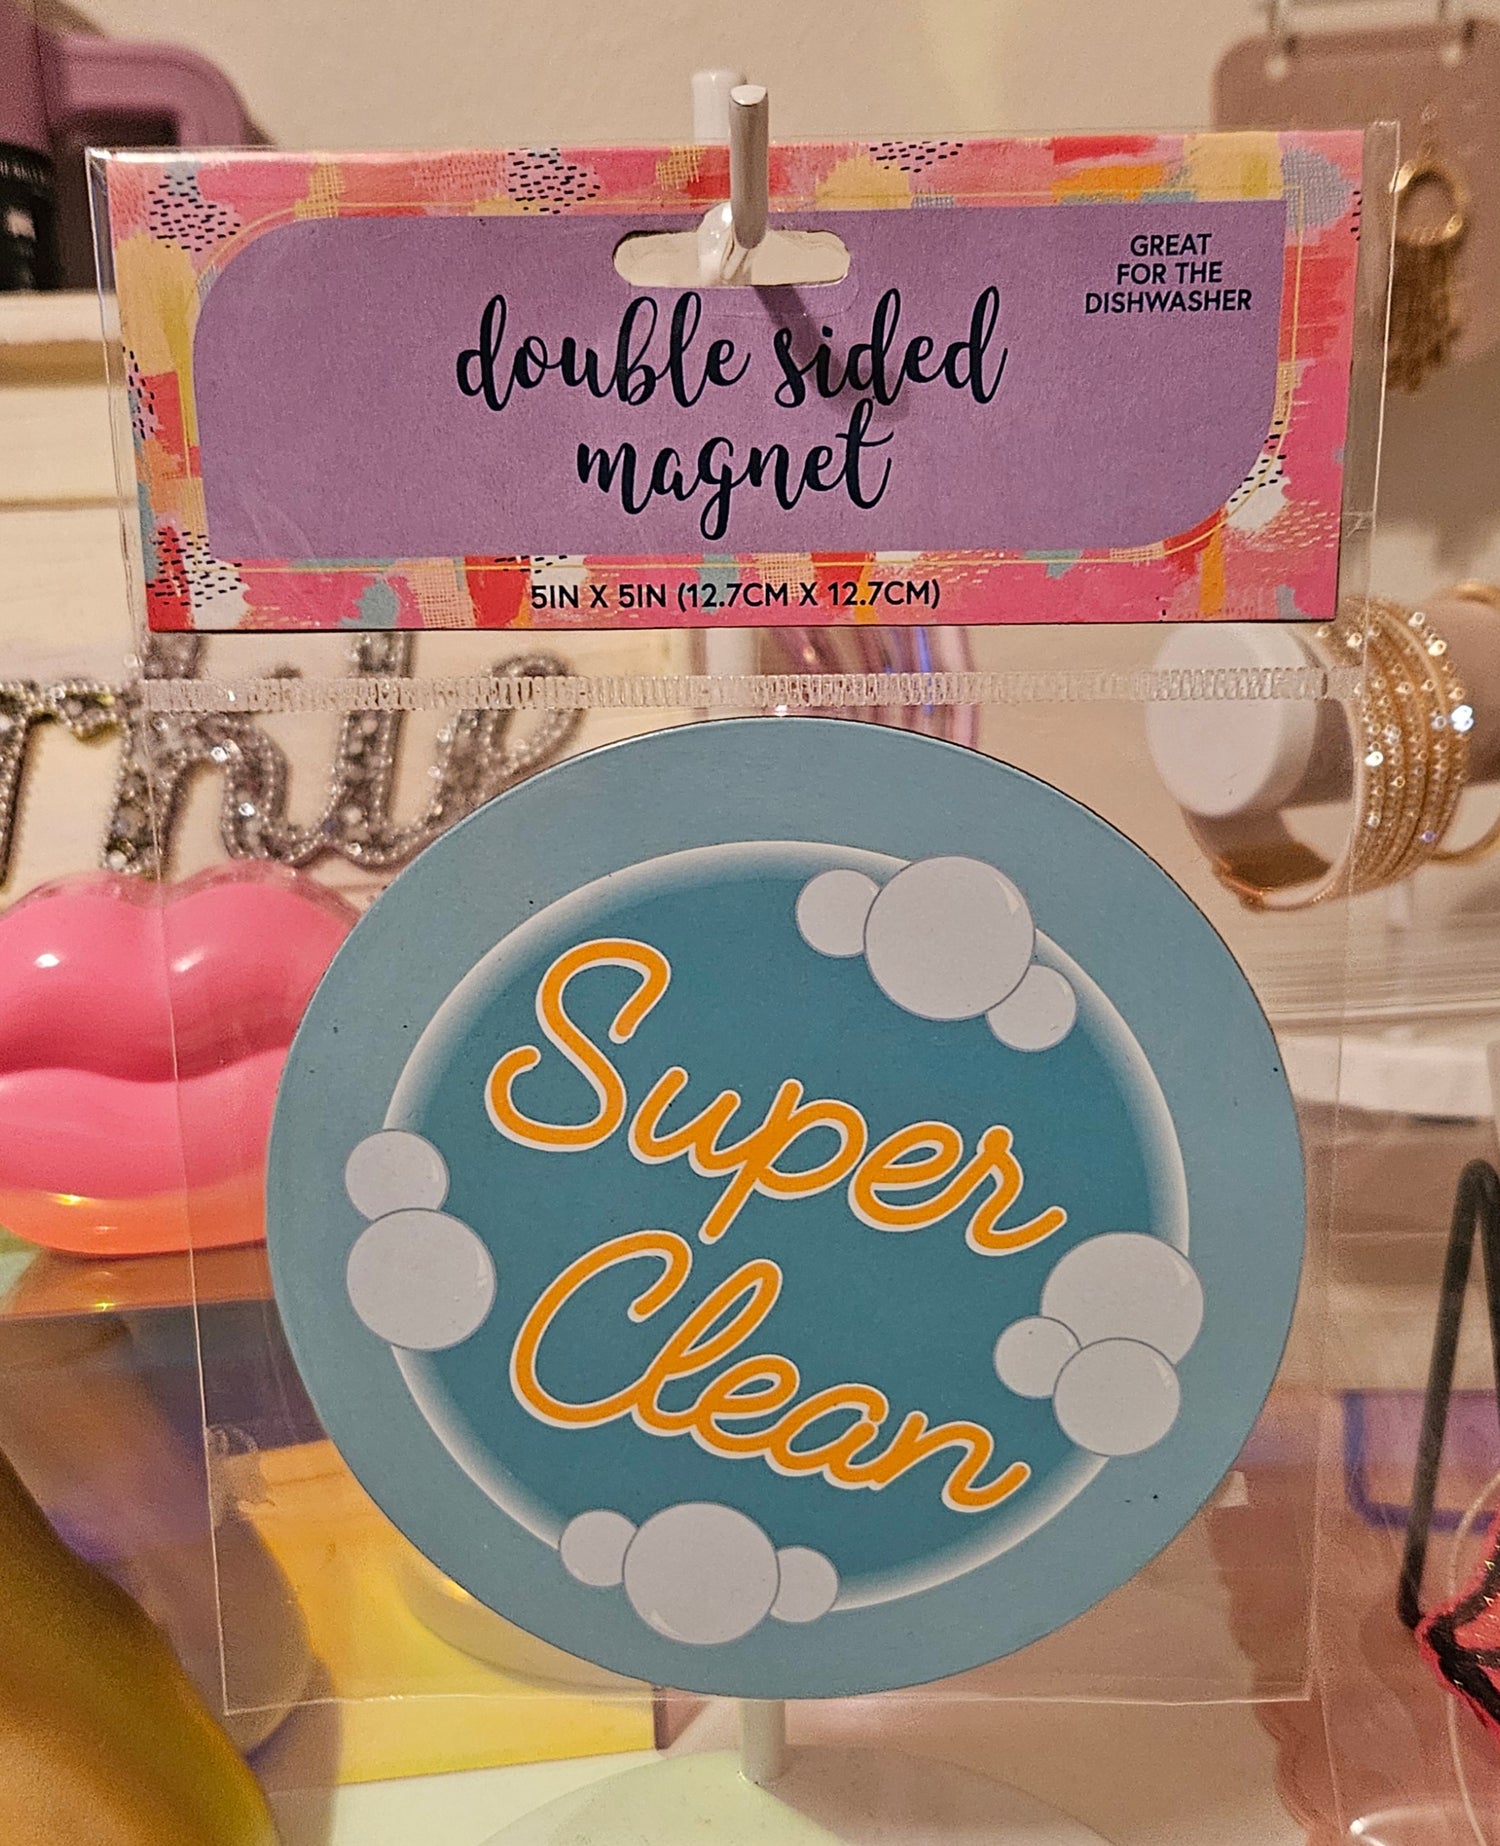 GREAT
FOR THE
DISHWASHER
double sided
magnet
5IN X 5IN (12.7CM X 12.7CM)
Super
Clean